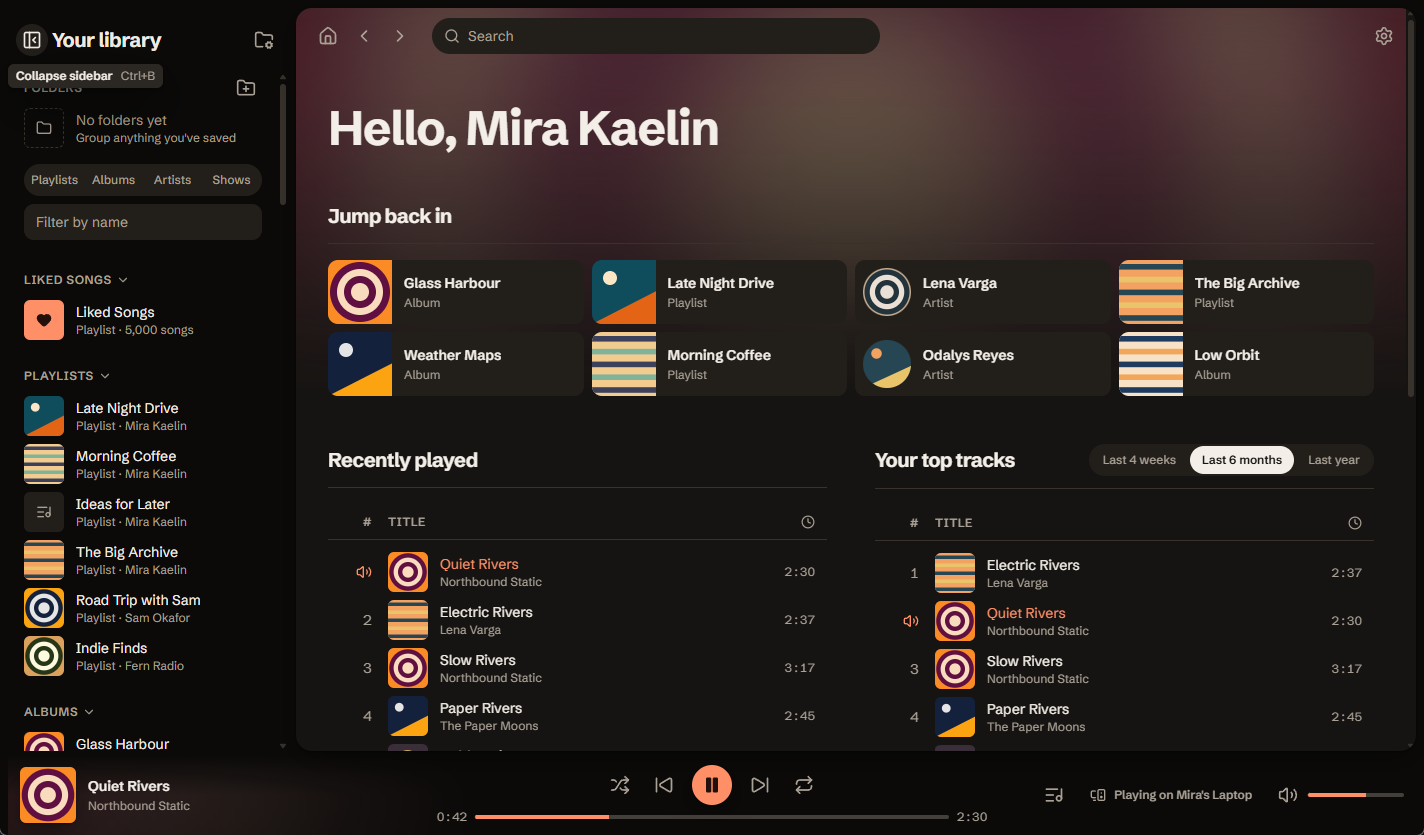 Your library
Collapse sidebar Ctrl+B
FOLDERS
No folders yet
Group anything you've saved
Playlists Albums Artists Shows
Filter by name
LIKED SONGS
Liked Songs
Playlist · 5,000 songs
PLAYLISTS
Late Night Drive
Playlist · Mira Kaelin
Morning Coffee
Playlist · Mira Kaelin
Ideas for Later
Playlist · Mira Kaelin
The Big Archive
Playlist · Mira Kaelin
Road Trip with Sam
Playlist · Sam Okafor
Indie Finds
Playlist · Fern Radio
ALBUMS
Glass Harbour
Search
Hello, Mira Kaelin
Jump back in
Glass Harbour
Album
Late Night Drive
Playlist
Lena Varga
Artist
The Big Archive
Playlist
Weather Maps
Album
Morning Coffee
Playlist
Odalys Reyes
Artist
Low Orbit
Album
Recently played
# TITLE
Quiet Rivers
Northbound Static
2:30
2 Electric Rivers 2:37
Lena Varga
3 Slow Rivers 3:17
Northbound Static
4 Paper Rivers 2:45
The Paper Moons
Your top tracks
Last 4 weeks Last 6 months Last year
# TITLE
1 Electric Rivers 2:37
Lena Varga
Quiet Rivers 2:30
Northbound Static
3 Slow Rivers 3:17
Northbound Static
4 Paper Rivers 2:45
The Paper Moons
Quiet Rivers
Northbound Static
0:42 2:30
Playing on Mira's Laptop